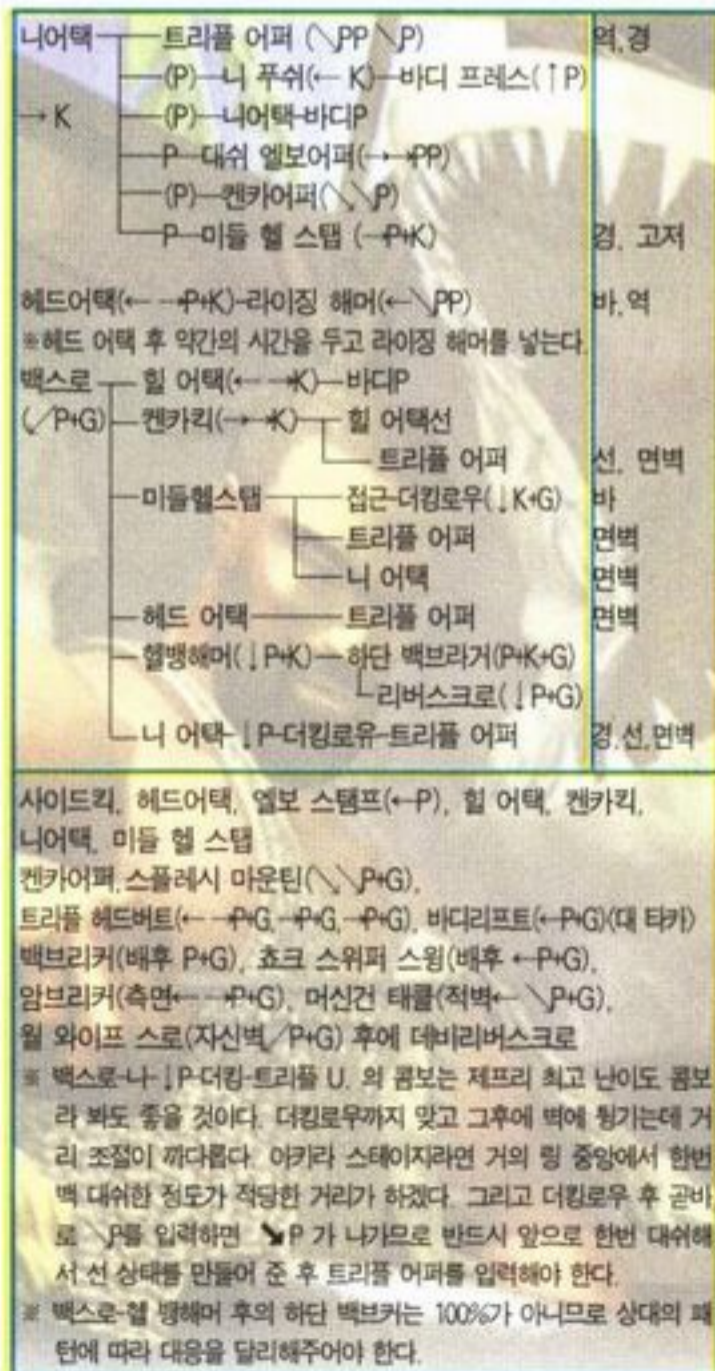 니어택 트리플 어퍼 (↘PP ↘P) 역,경
(P)—니 푸쉬(← K)—바디 프레스(↑P)
→ K (P)—니어택-바디P
P—대쉬 엘보어퍼(→→PP)
(P)—켄카어퍼(↘↘P)
P—미들 헬 스탭 (→P+K) 경, 고저
헤드어택(← →P+K)-라이징 해머(←↘PP) 바,역
※헤드 어택 후 약간의 시간을 두고 라이징 해머를 넣는다.
백스로 힐 어택(← →K)—바디P
(↙P+G) 켄카킥(→ →K) 힐 어택선
트리플 어퍼 선, 면벽
미들헬스탭 접근-더킹로우(↓K+G) 바
트리플 어퍼 면벽
니 어택 면벽
헤드 어택 트리플 어퍼 면벽
헬뱅해머(↓P+K)—하단 백브라거(P+K+G)
리버스크로(↓P+G)
니 어택-↓P-더킹로유-트리플 어퍼 경,선,면벽
사이드킥, 헤드어택, 엘보 스탬프(←P), 힐 어택, 켄카킥,
니어택, 미들 헬 스탭
켄카어퍼,스플레시 마운틴(↘↘P+G),
트리플 헤드버트(← →P+G,→P+G,→P+G), 바디리프트(←P+G)(대 타카)
백브리커(배후 P+G), 쵸크 스위퍼 스윙(배후 ←P+G),
암브리커(측면← →P+G), 머신건 태클(적벽← ↘P+G),
월 와이프 스로(자신벽↙P+G) 후에 데비리버스크로
※ 백스로-니-↓P-더킹-트리플 U. 의 콤보는 제프리 최고 난이도 콤보
라 봐도 좋을 것이다. 더킹로우까지 맞고 그후에 벽에 튕기는데 거
리 조절이 까다롭다. 아키라 스테이지라면 거의 링 중앙에서 한번
백 대쉬한 정도가 적당한 거리가 하겠다. 그리고 더킹로우 후 곧바
로 ↘P를 입력하면 ↘P 가 나가므로 반드시 앞으로 한번 대쉬해
서 선 상태를 만들어 준 후 트리플 어퍼를 입력해야 한다.
※ 백스로-헬 뱅해머 후의 하단 백브커는 100%가 아니므로 상대의 패
턴에 따라 대응을 달리해주어야 한다.